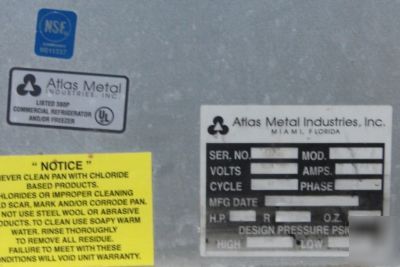 NSF
Atlas Metal
INDUSTRIES, INC.
LISTED 580P
COMMERCIAL REFRIGERATOR
AND/OR FREEZER
UL
" NOTICE "
NEVER CLEAN PAN WITH CHLORIDE
BASED PRODUCTS.
CHLORIDES OR IMPROPER CLEANING
SCAR, MARK AND/OR CORRODE PAN.
NOT USE STEEL WOOL OR ABRASIVE
PRODUCTS. TO CLEAN USE SOAPY WARM
WATER. RINSE THOROUGHLY
TO REMOVE ALL RESIDUE.
FAILURE TO MEET WITH THESE
CONDITIONS WILL VOID UNIT WARRANTY.
Atlas Metal Industries, Inc.
MIAMI, FLORIDA
SER. NO. MOD.
VOLTS AMPS.
CYCLE PHASE
MFG DATE
H.P. R O.Z.
DESIGN PRESSURE PSIG
HIGH LOW